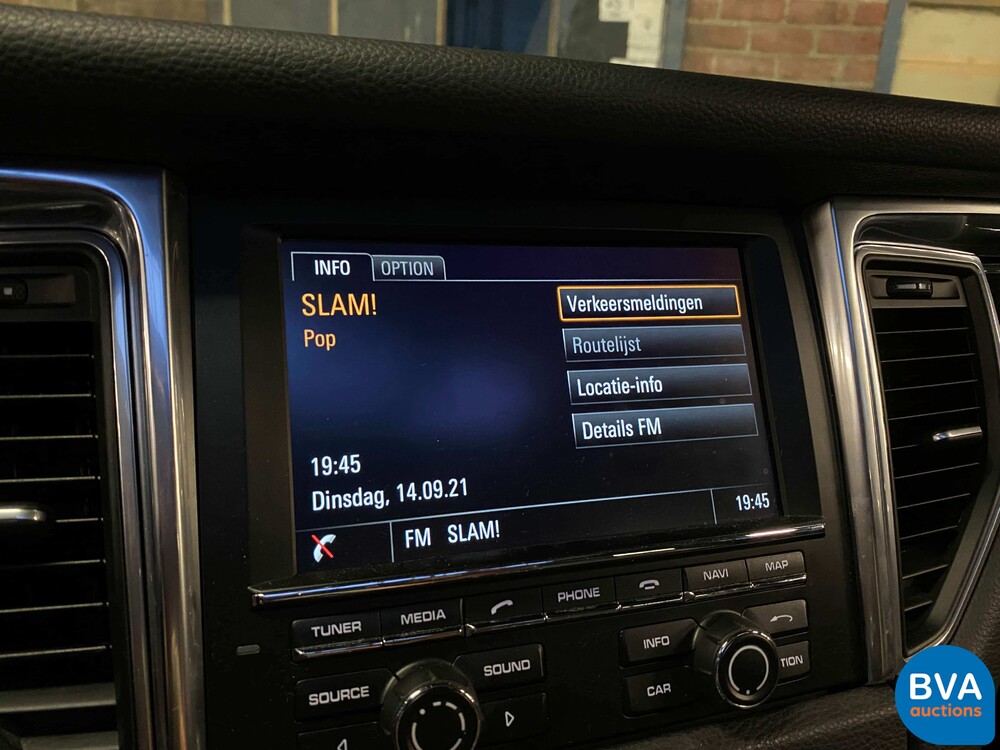 INFO OPTION
SLAM!
Pop
Verkeersmeldingen
Routelijst
Locatie-info
Details FM
19:45
Dinsdag, 14.09.21
FM SLAM!
19:45
TUNER MEDIA PHONE NAVI MAP
SOURCE SOUND INFO
CAR TION
BVA
auctions